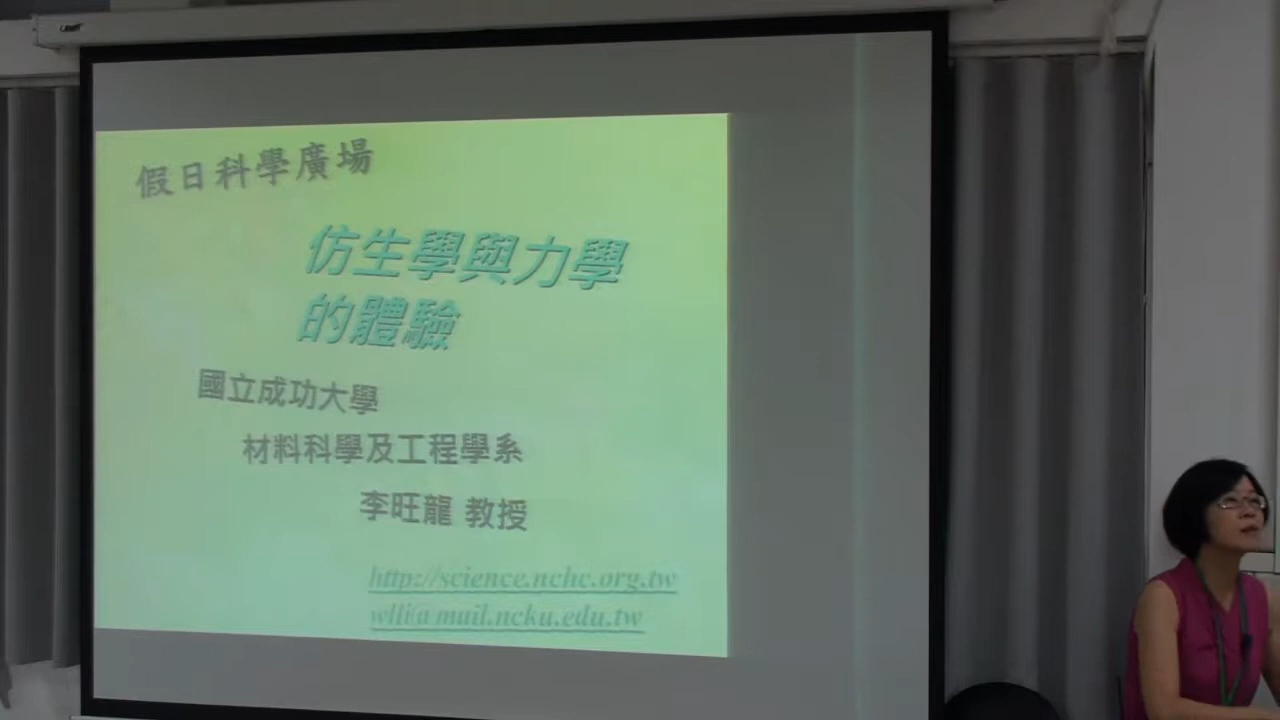 假日科學廣場
仿生學與力學
的體驗
國立成功大學
材料科學及工程學系
李旺龍 教授
http://science.nchc.org.tw
wlli@mail.ncku.edu.tw